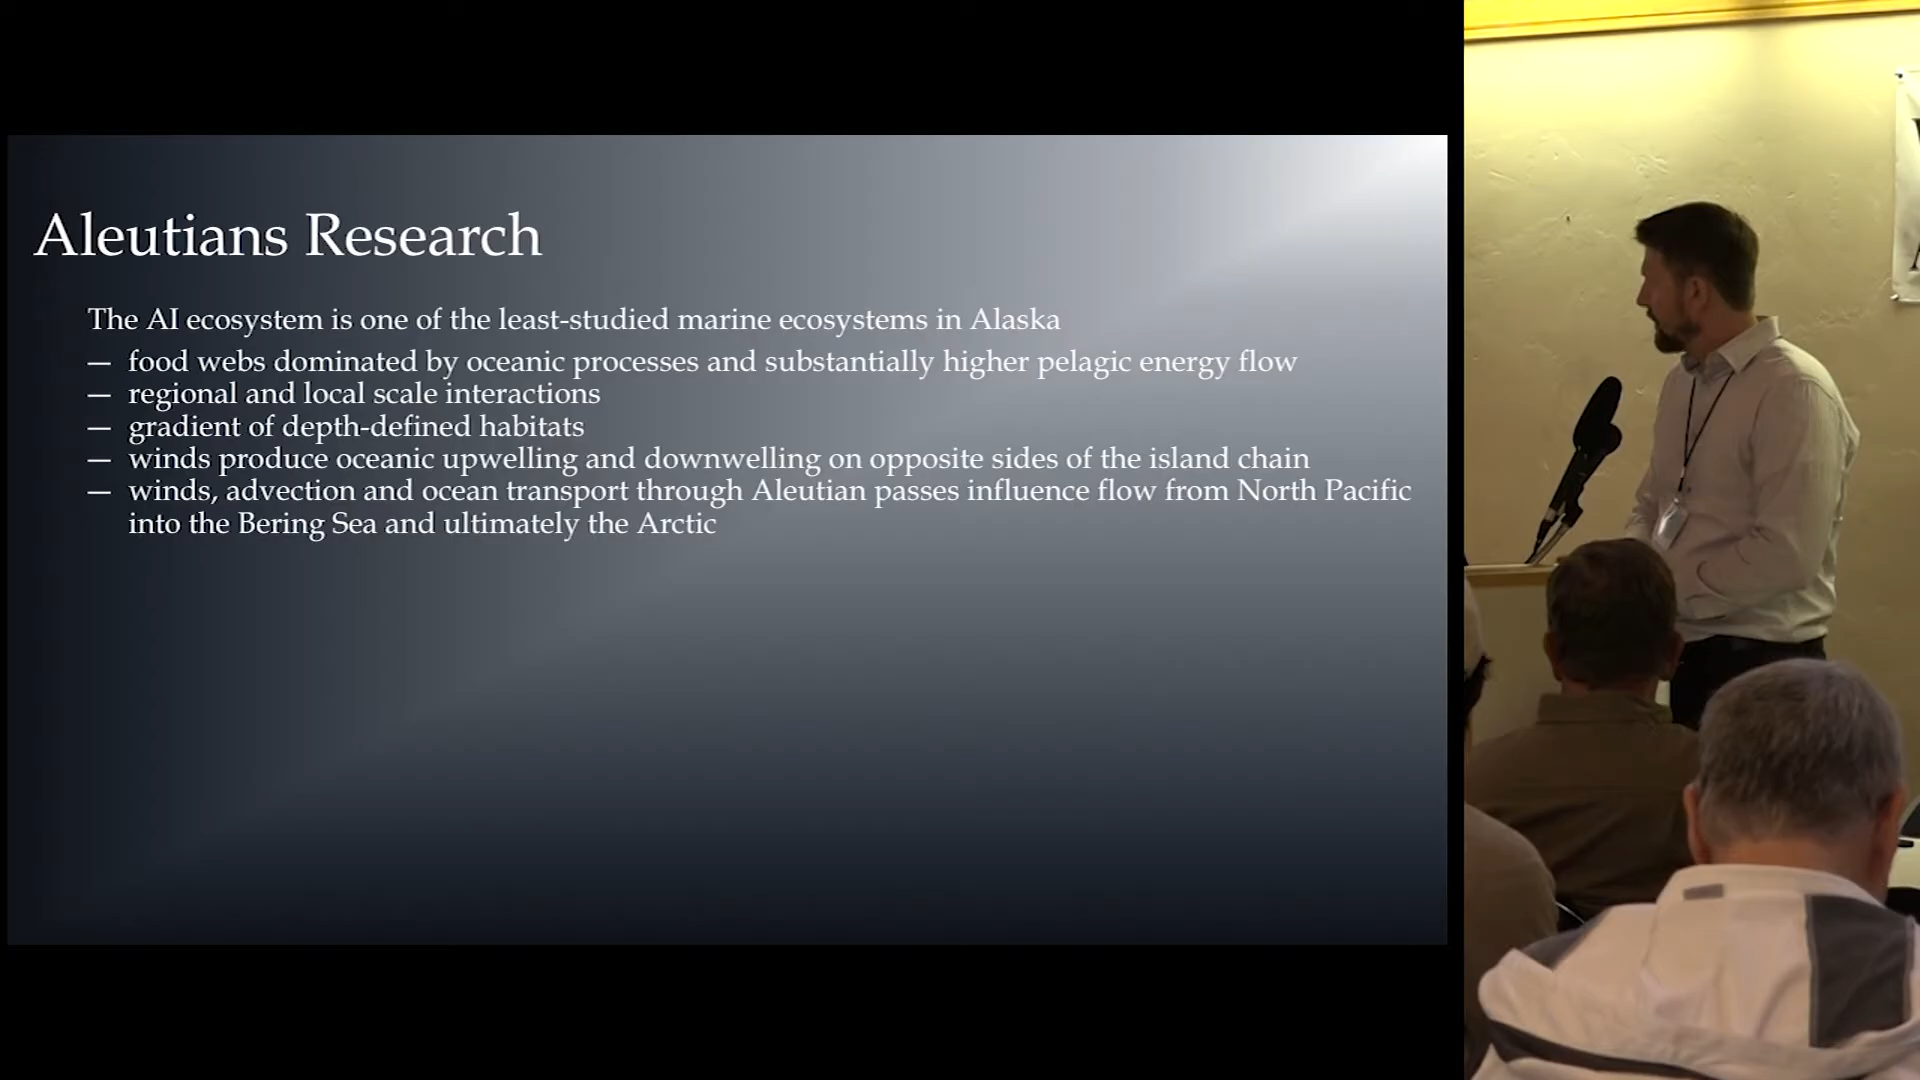 Aleutians Research
The AI ecosystem is one of the least-studied marine ecosystems in Alaska
— food webs dominated by oceanic processes and substantially higher pelagic energy flow
— regional and local scale interactions
— gradient of depth-defined habitats
— winds produce oceanic upwelling and downwelling on opposite sides of the island chain
— winds, advection and ocean transport through Aleutian passes influence flow from North Pacific
into the Bering Sea and ultimately the Arctic